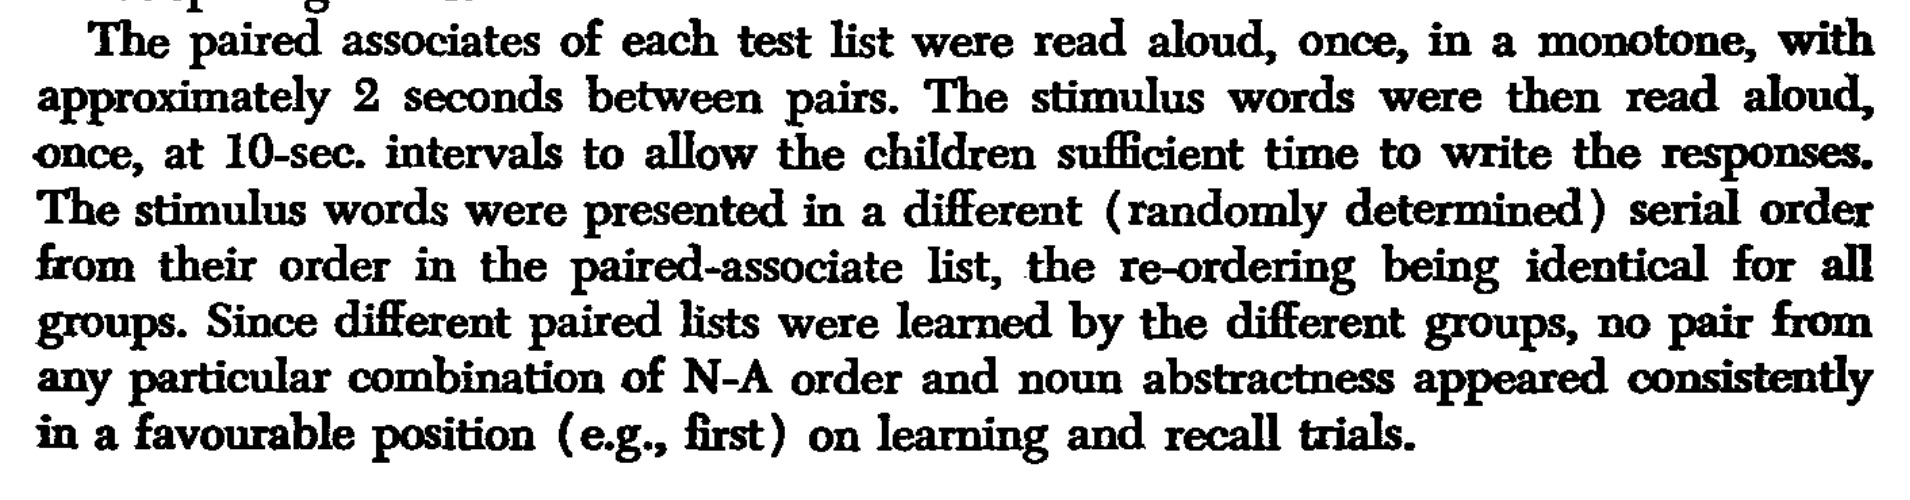 The paired associates of each test list were read aloud, once, in a monotone, with
approximately 2 seconds between pairs. The stimulus words were then read aloud,
once, at 10-sec. intervals to allow the children sufficient time to write the responses.
The stimulus words were presented in a different (randomly determined) serial order
from their order in the paired-associate list, the re-ordering being identical for all
groups. Since different paired lists were learned by the different groups, no pair from
any particular combination of N-A order and noun abstractness appeared consistently
in a favourable position (e.g., first) on learning and recall trials.